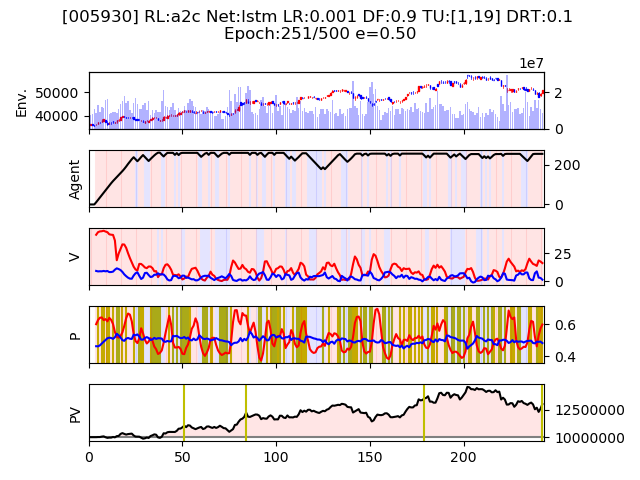 [005930] RL:a2c Net:lstm LR:0.001 DF:0.9 TU:[1,19] DRT:0.1
Epoch:251/500 e=0.50
1e7
Env.
50000
40000
2
0
Agent
200
0
V
25
0
P
0.6
0.4
PV
12500000
10000000
0 50 100 150 200